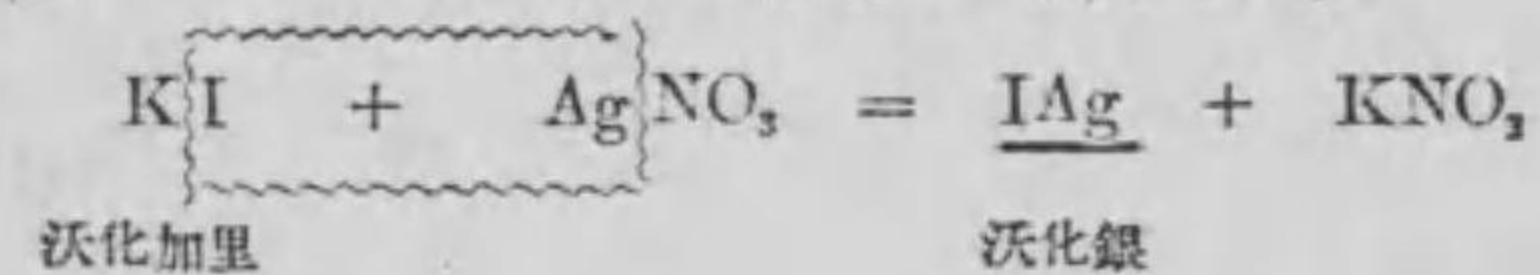 KI + AgNO₃ = IAg + KNO₃
沃化加里 沃化銀